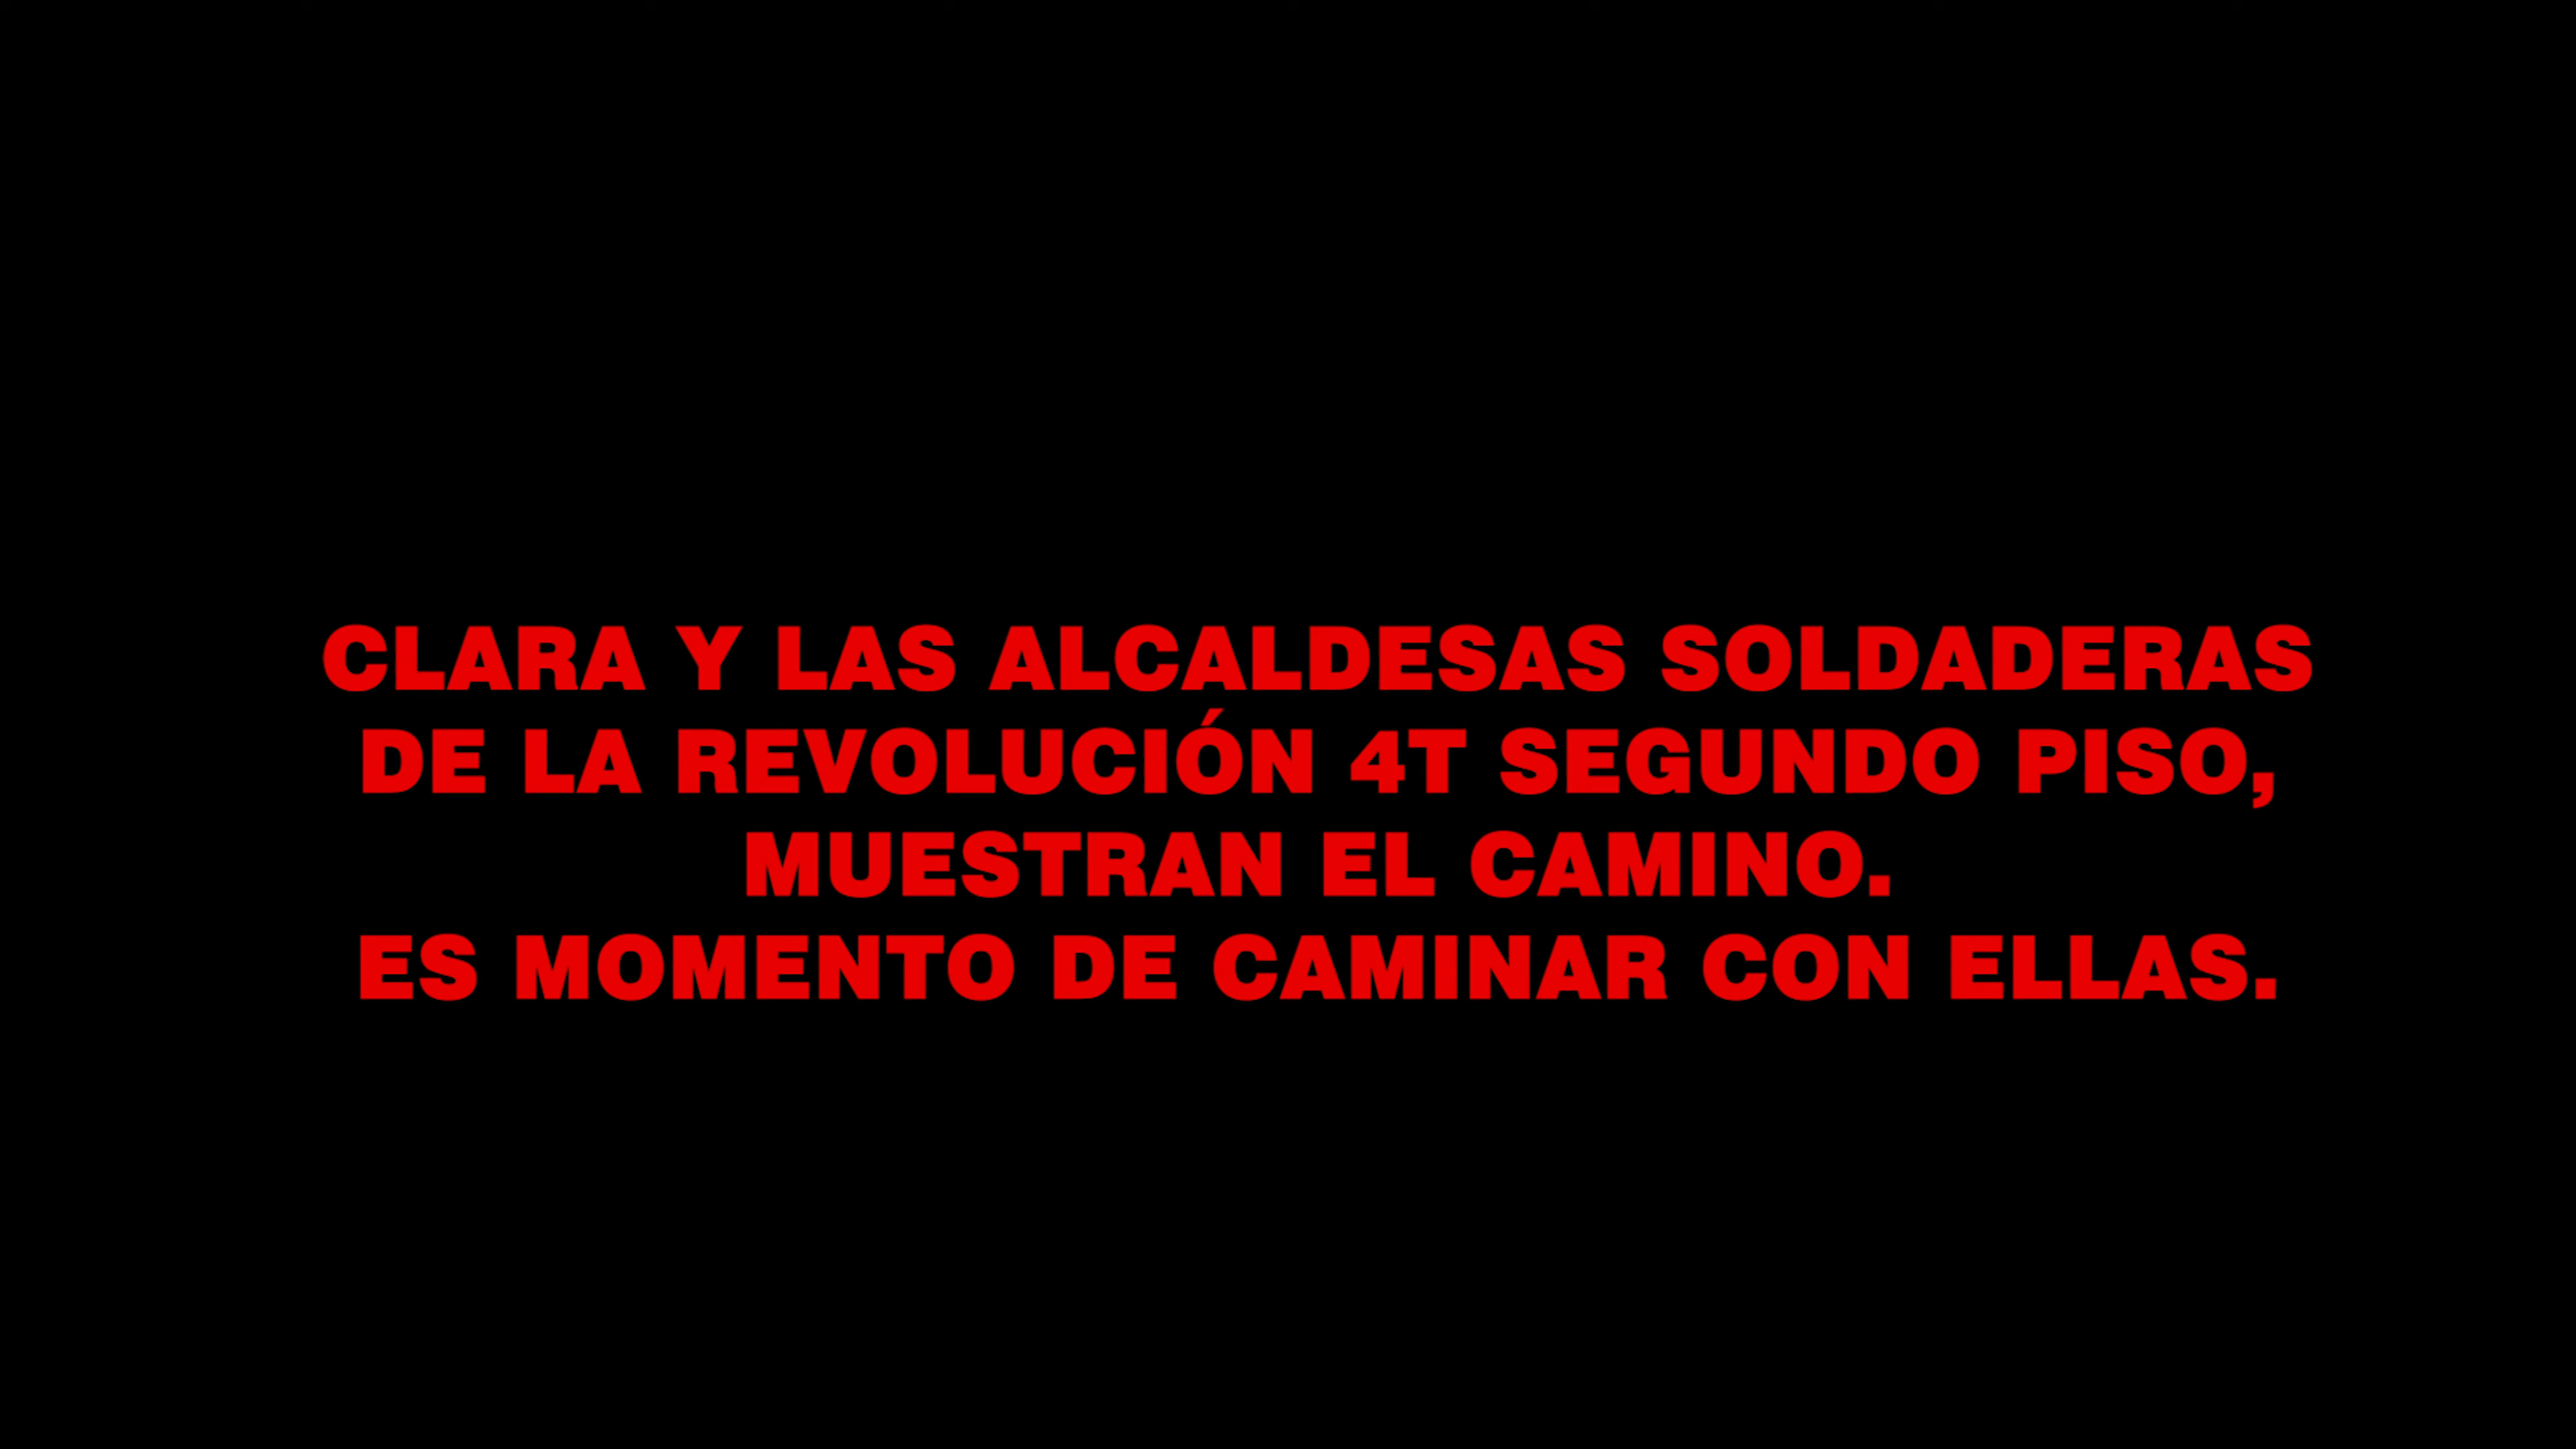 CLARA Y LAS ALCALDESAS SOLDADERAS
DE LA REVOLUCIÓN 4T SEGUNDO PISO,
MUESTRAN EL CAMINO.
ES MOMENTO DE CAMINAR CON ELLAS.